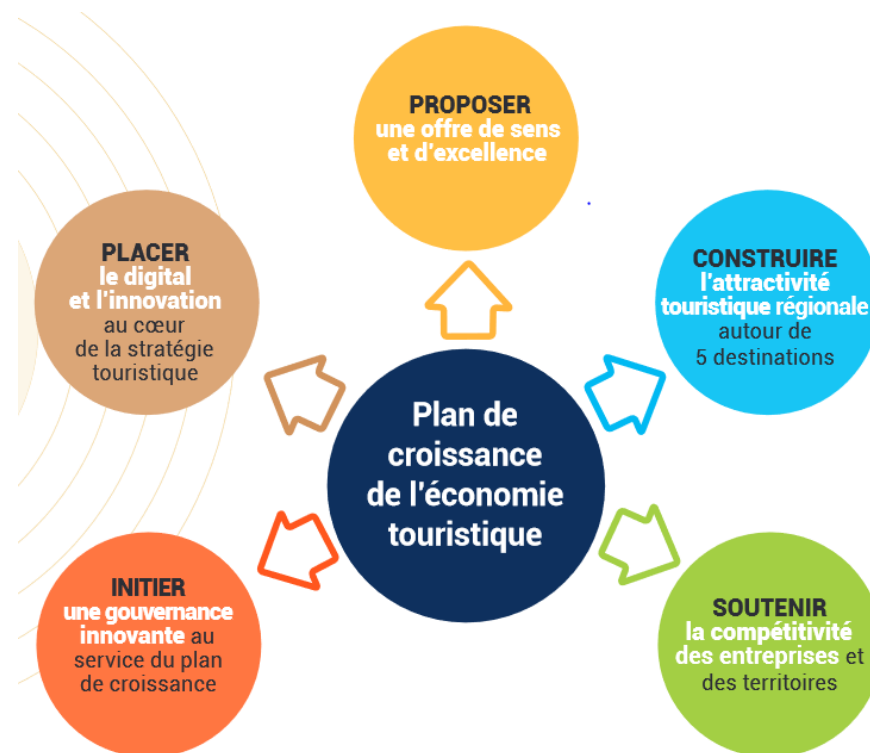 PROPOSER
une offre de sens
et d'excellence
PLACER
le digital
et l'innovation
au cœur
de la stratégie
touristique
CONSTRUIRE
l'attractivité
touristique régionale
autour de
5 destinations
Plan de
croissance
de l'économie
touristique
INITIER
une gouvernance
innovante au
service du plan
de croissance
SOUTENIR
la compétitivité
des entreprises et
des territoires